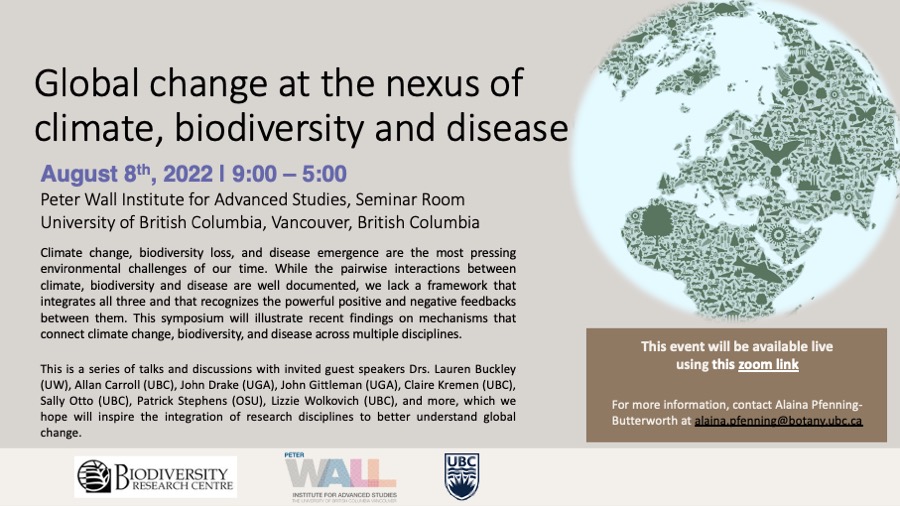 Global change at the nexus of
climate, biodiversity and disease
August 8th, 2022 | 9:00 – 5:00
Peter Wall Institute for Advanced Studies, Seminar Room
University of British Columbia, Vancouver, British Columbia
Climate change, biodiversity loss, and disease emergence are the most pressing
environmental challenges of our time. While the pairwise interactions between
climate, biodiversity and disease are well documented, we lack a framework that
integrates all three and that recognizes the powerful positive and negative feedbacks
between them. This symposium will illustrate recent findings on mechanisms that
connect climate change, biodiversity, and disease across multiple disciplines.
This is a series of talks and discussions with invited guest speakers Drs. Lauren Buckley
(UW), Allan Carroll (UBC), John Drake (UGA), John Gittleman (UGA), Claire Kremen (UBC),
Sally Otto (UBC), Patrick Stephens (OSU), Lizzie Wolkovich (UBC), and more, which we
hope will inspire the integration of research disciplines to better understand global
change.
This event will be available live
using this zoom link
For more information, contact Alaina Pfenning-
Butterworth at alaina.pfenning@botany.ubc.ca
BIODIVERSITY
RESEARCH CENTRE
PETER
WALL
INSTITUTE FOR ADVANCED STUDIES
THE UNIVERSITY OF BRITISH COLUMBIA VANCOUVER
UBC